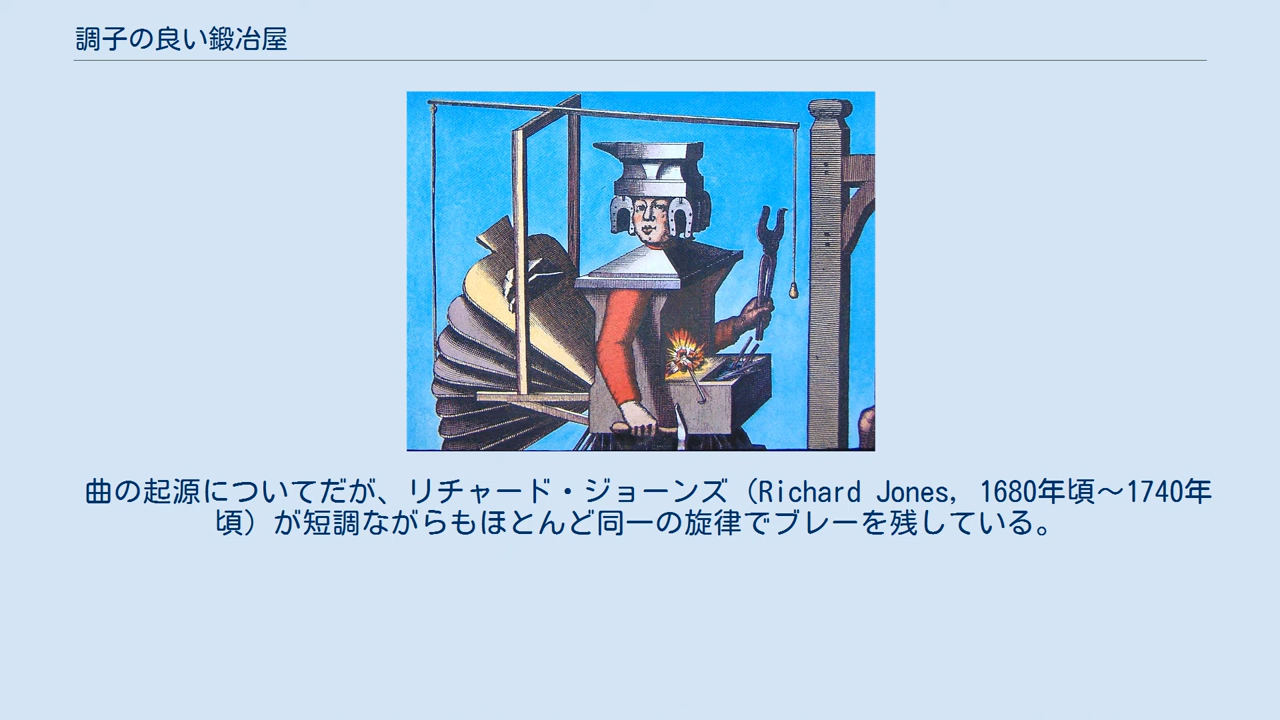 調子の良い鍛冶屋
曲の起源についてだが、リチャード・ジョーンズ（Richard Jones, 1680年頃〜1740年
頃）が短調ながらもほとんど同一の旋律でブレーを残している。